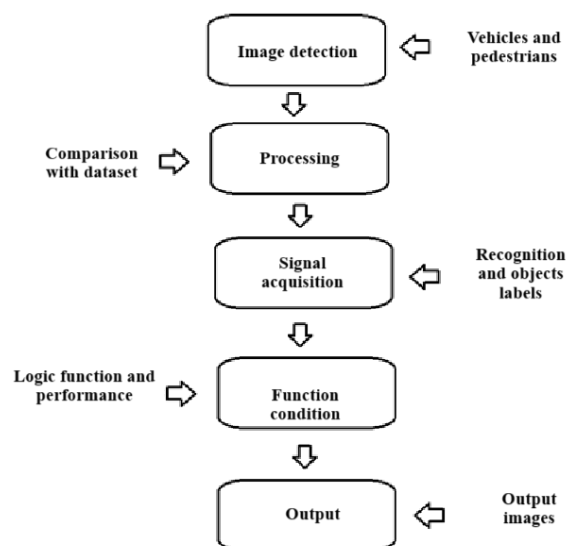 Image detection
Vehicles and
pedestrians
Comparison
with dataset
Processing
Signal
acquisition
Recognition
and objects
labels
Logic function and
performance
Function
condition
Output
Output
images